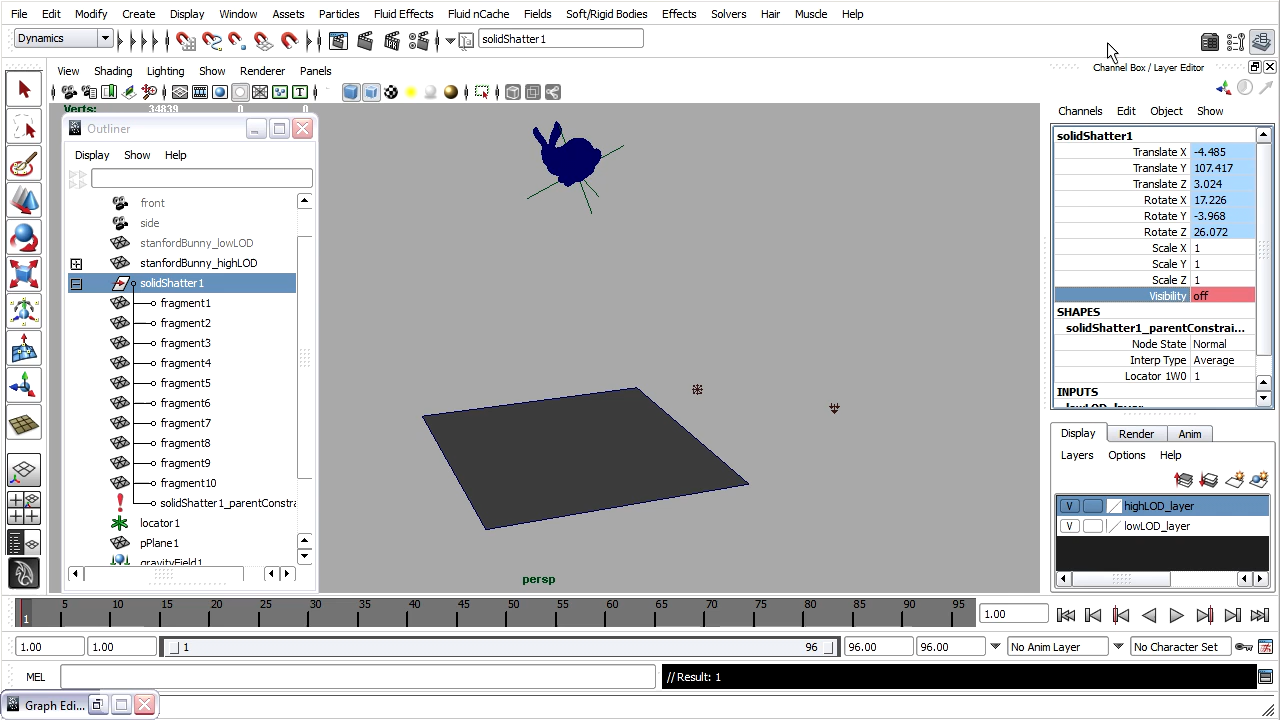 File Edit Modify Create Display Window Assets Particles Fluid Effects Fluid nCache Fields Soft/Rigid Bodies Effects Solvers Hair Muscle Help
Dynamics solidShatter1
Channel Box / Layer Editor
View Shading Lighting Show Renderer Panels
Channels Edit Object Show
Verts: 34839 0 0
Outliner
Display Show Help
front
side
stanfordBunny_lowLOD
stanfordBunny_highLOD
solidShatter1
fragment1
fragment2
fragment3
fragment4
fragment5
fragment6
fragment7
fragment8
fragment9
fragment10
solidShatter1_parentConstra
locator1
pPlane1
gravityField1
persp
solidShatter1
Translate X -4.485
Translate Y 107.417
Translate Z 3.024
Rotate X 17.226
Rotate Y -3.968
Rotate Z 26.072
Scale X 1
Scale Y 1
Scale Z 1
Visibility off
SHAPES
solidShatter1_parentConstrai...
Node State Normal
Interp Type Average
Locator 1W0 1
INPUTS
lowLOD_layer
Display Render Anim
Layers Options Help
V highLOD_layer
V lowLOD_layer
1 5 10 15 20 25 30 35 40 45 50 55 60 65 70 75 80 85 90 95 1.00
1.00 1.00 1 96 96.00 96.00 No Anim Layer No Character Set
MEL // Result: 1
Graph Edi...